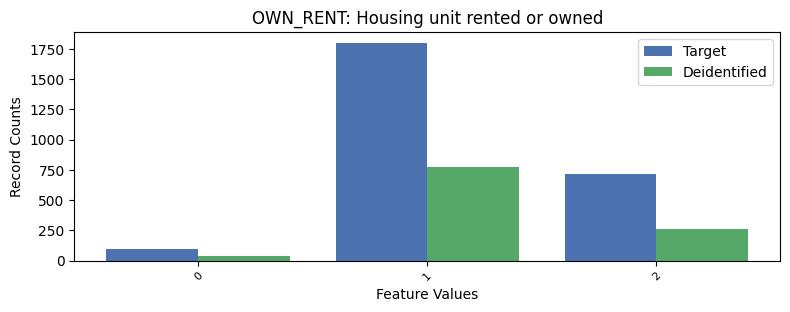 OWN_RENT: Housing unit rented or owned
Target
Deidentified
Record Counts
1750
1500
1250
1000
750
500
250
0
0
1
2
Feature Values